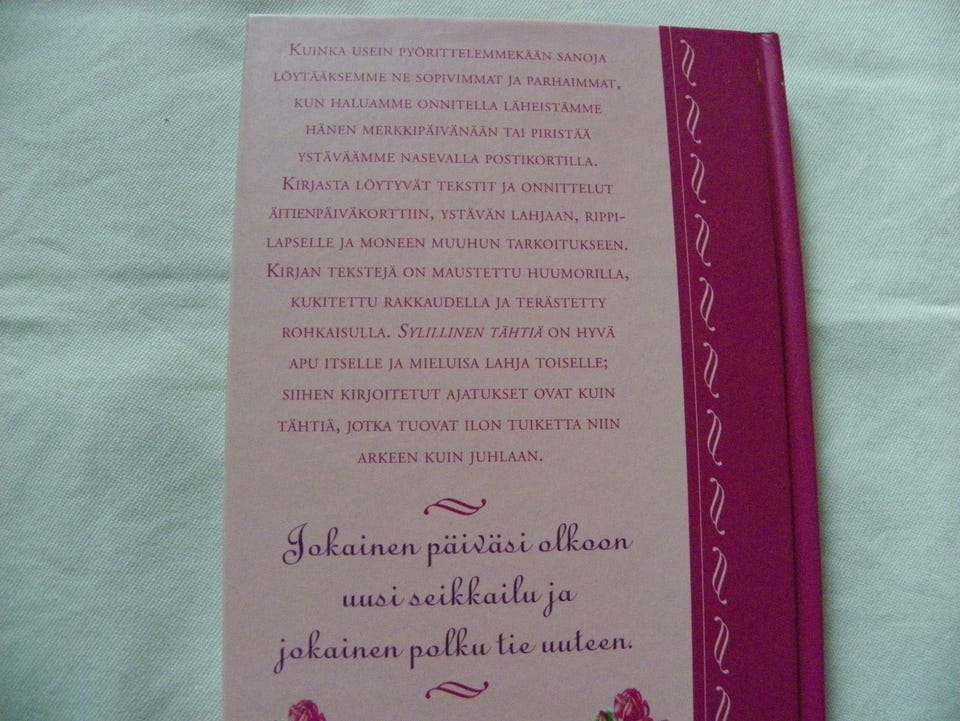 Kuinka usein pyörittelemmekään sanoja
löytääksemme ne sopivimmat ja parhaimmat,
kun haluamme onnitella läheistämme
hänen merkkipäivänään tai piristää
ystäväämme nasevalla postikortilla.
Kirjasta löytyvät tekstit ja onnittelut
äitienpäiväkorttiin, ystävän lahjaan, rippi-
lapselle ja moneen muuhun tarkoitukseen.
Kirjan tekstejä on maustettu huumorilla,
kukitettu rakkaudella ja terästetty
rohkaisulla. Sylillinen tähtiä on hyvä
apu itselle ja mieluisa lahja toiselle;
siihen kirjoitetut ajatukset ovat kuin
tähtiä, jotka tuovat ilon tuiketta niin
arkeen kuin juhlaan.
Jokainen päiväsi olkoon
uusi seikkailu ja
jokainen polku tie uuteen.